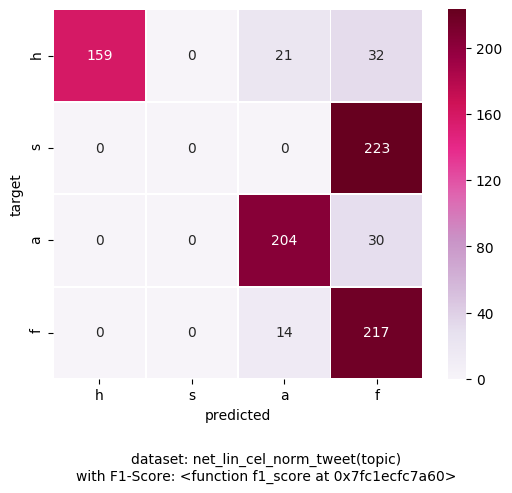 h 159 0 21 32
s 0 0 0 223
a 0 0 204 30
f 0 0 14 217
h s a f
target
predicted
200
160
120
80
40
0
dataset: net_lin_cel_norm_tweet(topic)
with F1-Score: <function f1_score at 0x7fc1ecfc7a60>